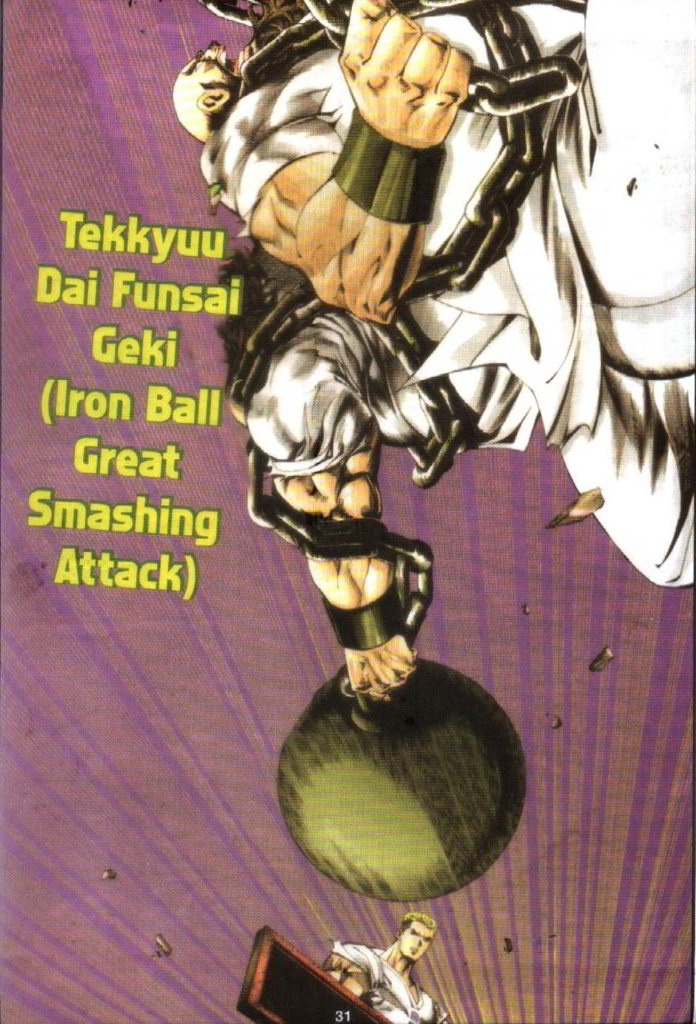 Tekkyuu
Dai Funsai
Geki
(Iron Ball
Great
Smashing
Attack)
31